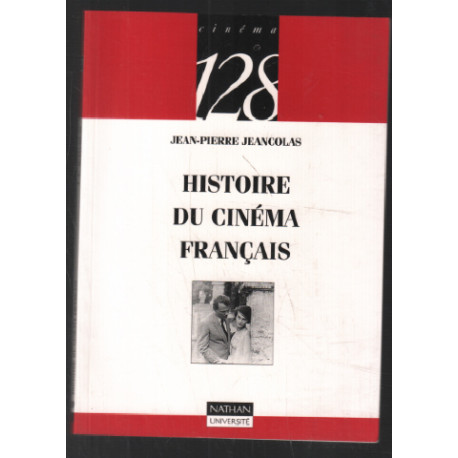 cinéma
128
JEAN-PIERRE JEANCOLAS
HISTOIRE
DU CINÉMA
FRANÇAIS
NATHAN
UNIVERSITÉ